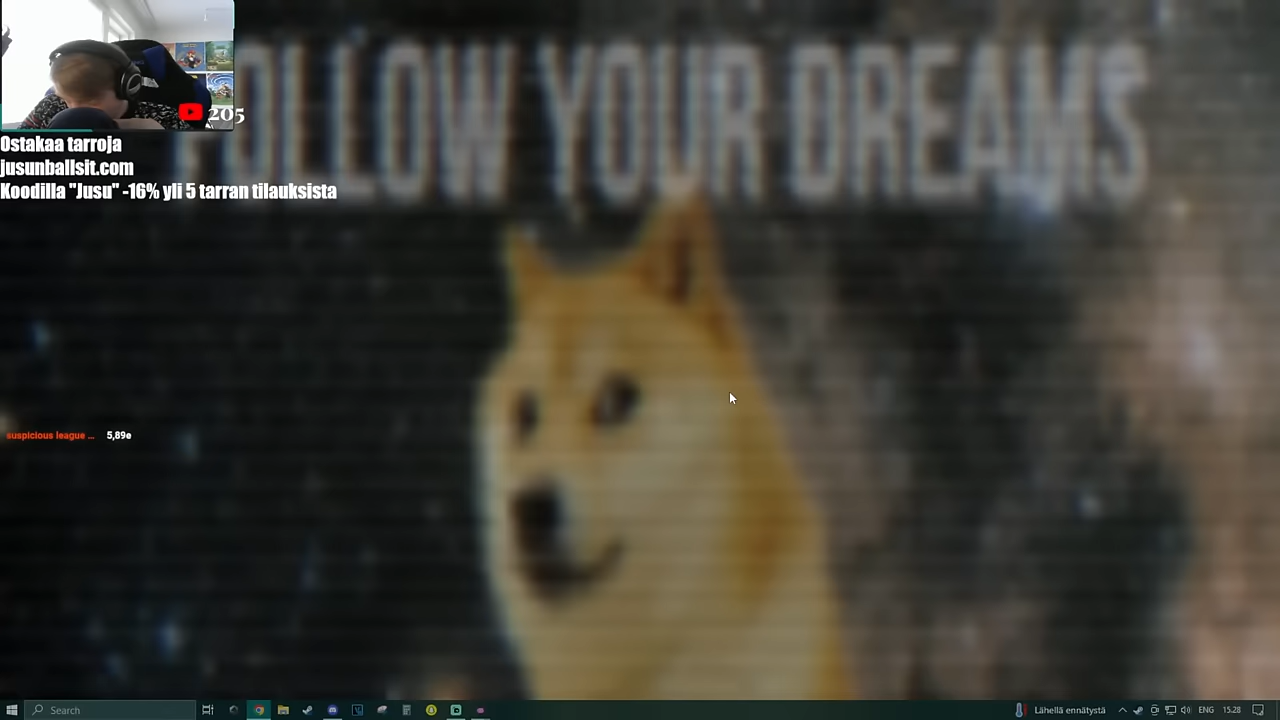 FOLLOW YOUR DREAMS
205
Ostakaa tarroja
jusunballsit.com
Koodilla "Jusu" -16% yli 5 tarran tilauksista
suspicious league ... 5,89e
Search
Lähellä ennätystä
ENG
15.28